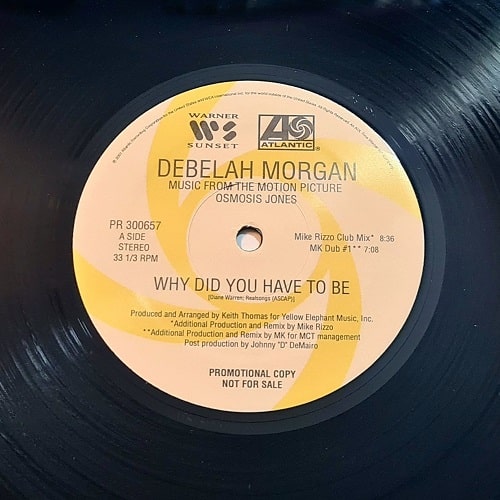 WARNER
WS
SUNSET
ATLANTIC®
DEBELAH MORGAN
MUSIC FROM THE MOTION PICTURE
OSMOSIS JONES
PR 300657
A SIDE
STEREO
33 1/3 RPM
Mike Rizzo Club Mix* 8:36
MK Dub #1** 7:08
WHY DID YOU HAVE TO BE
[Diane Warren; Realsongs (ASCAP)]
Produced and Arranged by Keith Thomas for Yellow Elephant Music, Inc.
*Additional Production and Remix by Mike Rizzo
**Additional Production and Remix by MK for MCT management
Post production by Johnny "D" DeMairo
PROMOTIONAL COPY
NOT FOR SALE